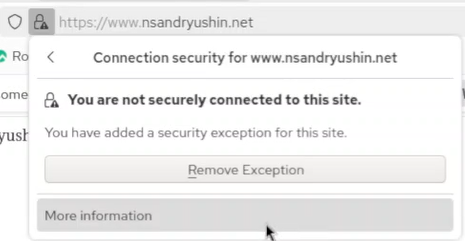 https://www.nsandryushin.net
Ro
Connection security for www.nsandryushin.net
ome
You are not securely connected to this site.
yush
You have added a security exception for this site.
Remove Exception
More information